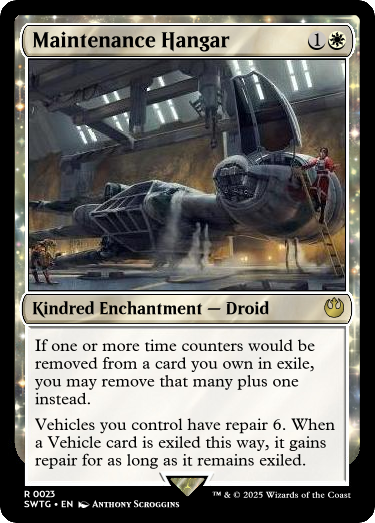 Maintenance Hangar 1
Kindred Enchantment — Droid
If one or more time counters would be
removed from a card you own in exile,
you may remove that many plus one
instead.
Vehicles you control have repair 6. When
a Vehicle card is exiled this way, it gains
repair for as long as it remains exiled.
R 0023
SWTG • EN Anthony Scroggins
™ & © 2025 Wizards of the Coast